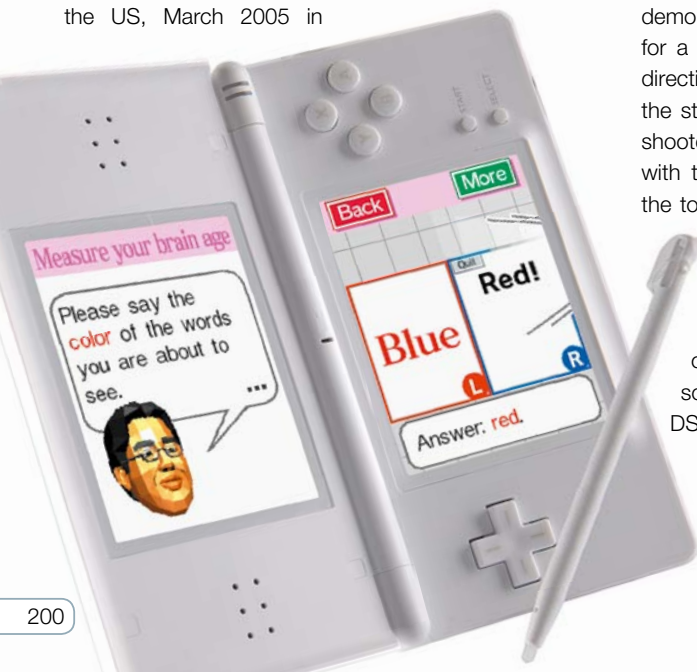 the US, March 2005 in
A
X
B
Y
START
SELECT
Back
More
Measure your brain age
Please say the
color of the words
you are about to
see.
...
Blue
L
Quit
Red!
R
Answer: red.
demo
for a
directi
the st
shoote
with t
the to
so
DS
200